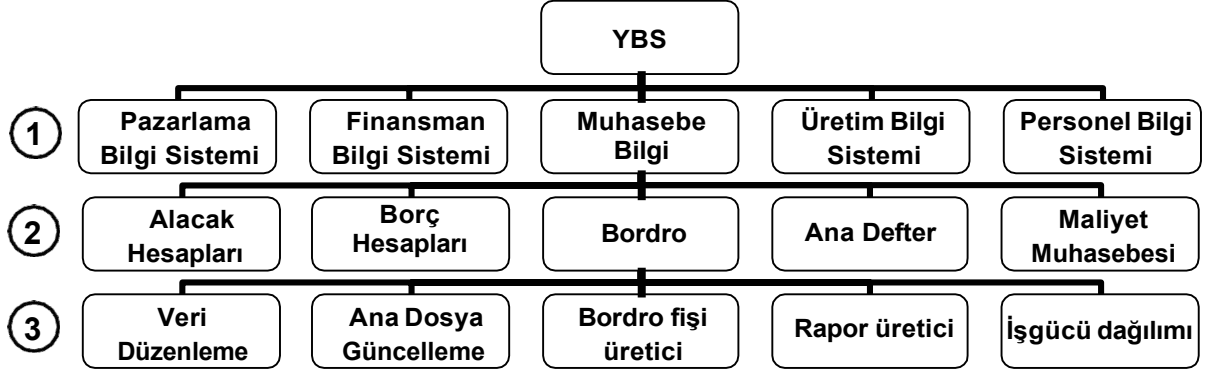 YBS
1
Pazarlama
Bilgi Sistemi
Finansman
Bilgi Sistemi
Muhasebe
Bilgi
Üretim Bilgi
Sistemi
Personel Bilgi
Sistemi
2
Alacak
Hesapları
Borç
Hesapları
Bordro
Ana Defter
Maliyet
Muhasebesi
3
Veri
Düzenleme
Ana Dosya
Güncelleme
Bordro fişi
üretici
Rapor üretici
İşgücü dağılımı